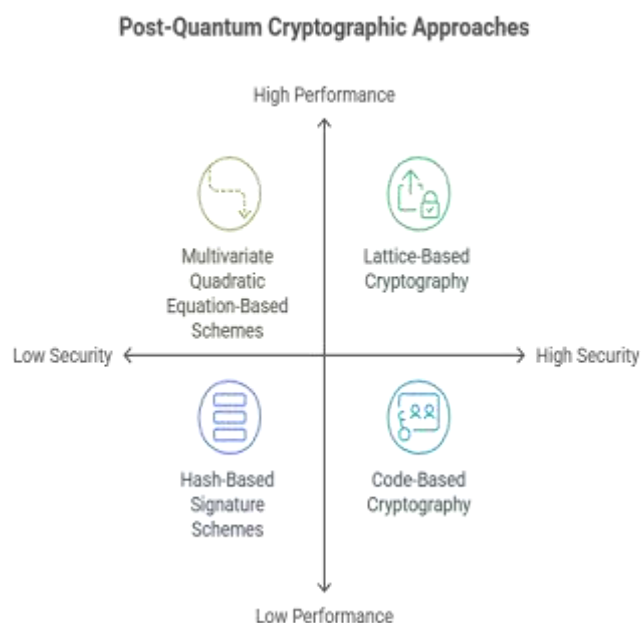 Post-Quantum Cryptographic Approaches
High Performance
Multivariate
Quadratic
Equation-Based
Schemes
Lattice-Based
Cryptography
Low Security
High Security
Hash-Based
Signature
Schemes
Code-Based
Cryptography
Low Performance